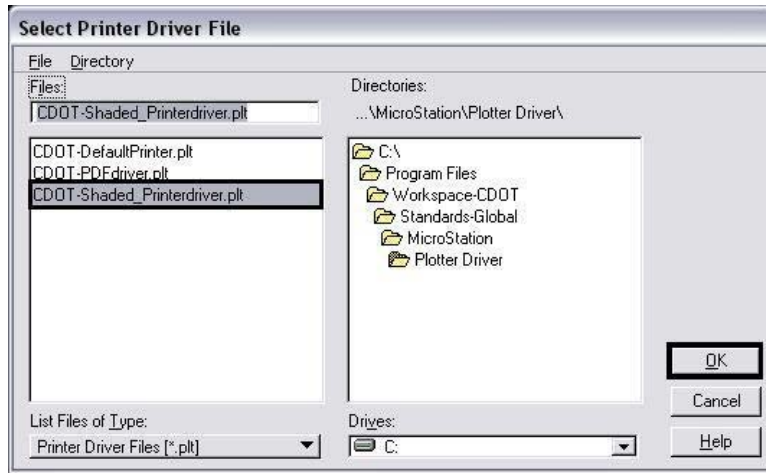 Select Printer Driver File
File Directory
Files:
CDOT-Shaded_Printerdriver.plt
CDOT-DefaultPrinter.plt
CDOT-PDFdriver.plt
CDOT-Shaded_Printerdriver.plt
List Files of Type:
Printer Driver Files [*.plt]
Directories:
...\MicroStation\Plotter Driver\
C:\
Program Files
Workspace-CDOT
Standards-Global
MicroStation
Plotter Driver
Drives:
C:
OK
Cancel
Help